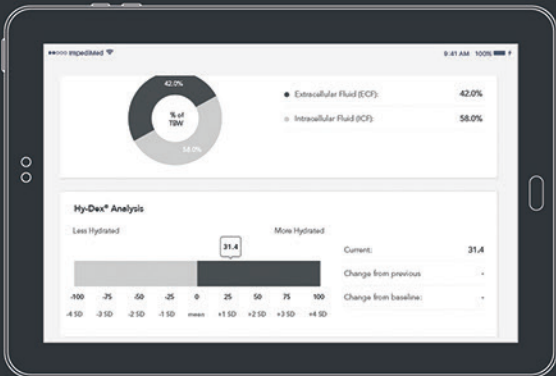 ImpediMed
9:41 AM 100%
42.0%
% of
TBW
58.0%
Extracellular Fluid (ECF): 42.0%
Intracellular Fluid (ICF): 58.0%
Hy-Dex® Analysis
Less Hydrated More Hydrated
31.4
-100 -75 -50 -25 0 25 50 75 100
-4 SD -3 SD -2 SD -1 SD mean +1 SD +2 SD +3 SD +4 SD
Current: 31.4
Change from previous -
Change from baseline: -